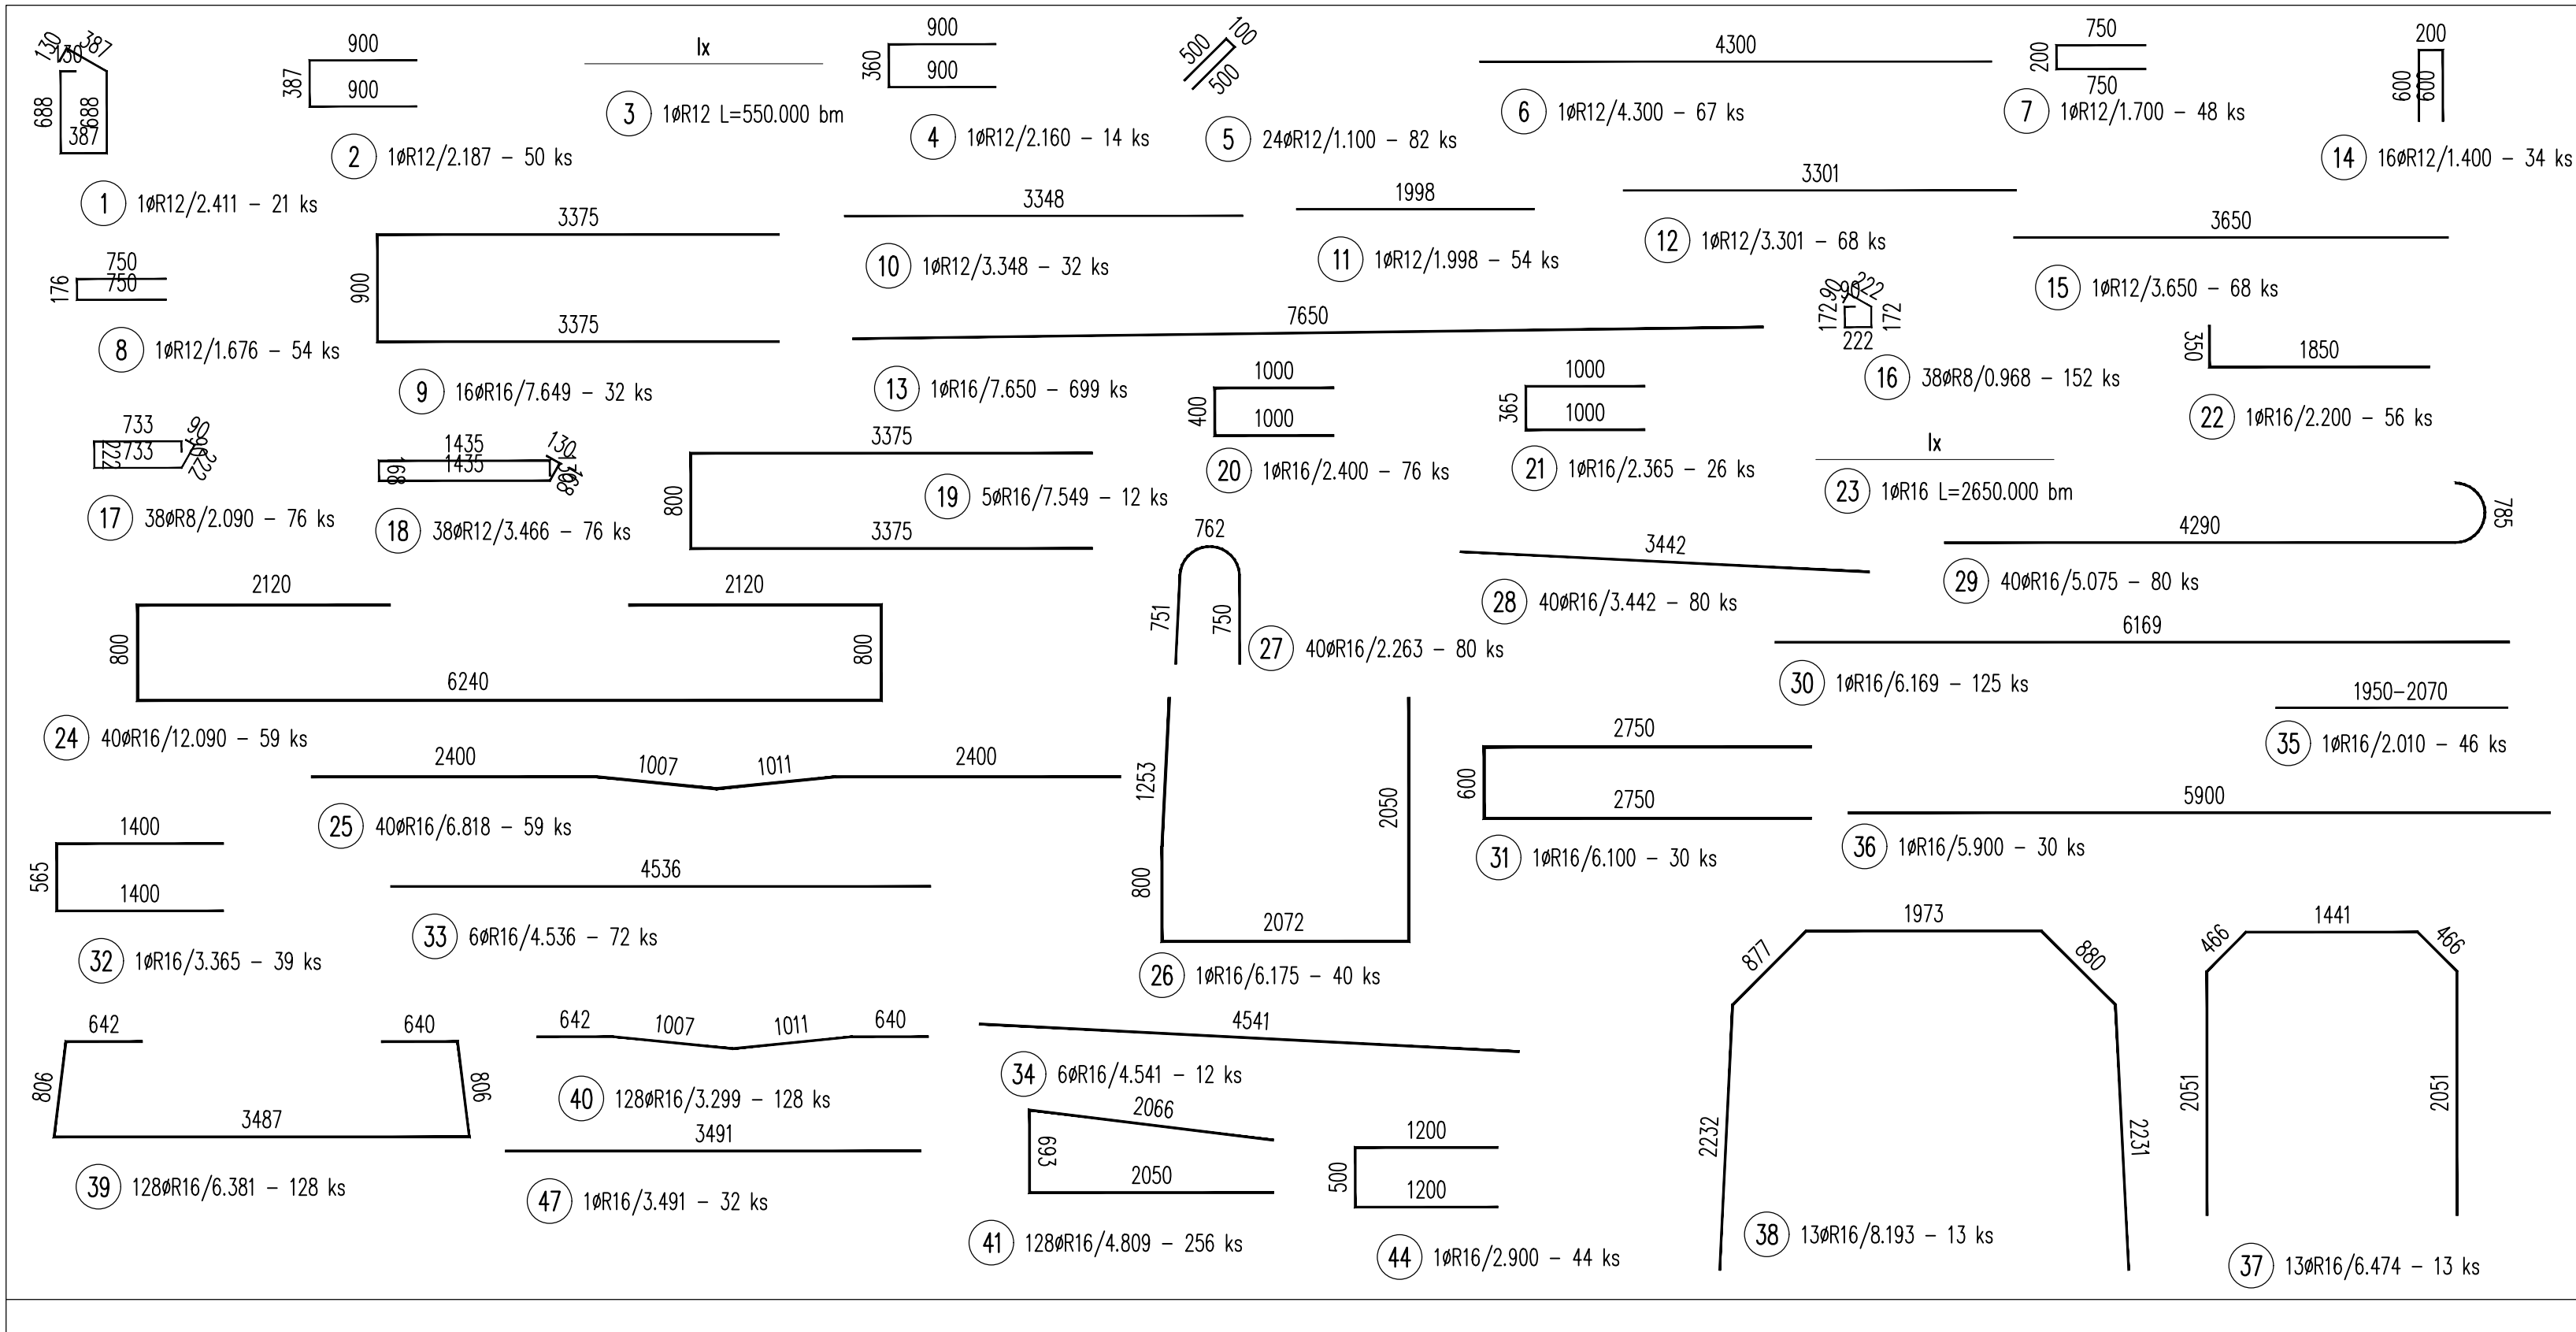 130
130
387
688
688
387
1 1øR12/2.411 – 21 ks
900
387
900
2 1øR12/2.187 – 50 ks
lx
3 1øR12 L=550.000 bm
900
360
900
4 1øR12/2.160 – 14 ks
500
100
500
5 24øR12/1.100 – 82 ks
4300
6 1øR12/4.300 – 67 ks
750
200
750
7 1øR12/1.700 – 48 ks
200
600
600
14 16øR12/1.400 – 34 ks
750
176
750
8 1øR12/1.676 – 54 ks
3375
900
3375
9 16øR16/7.649 – 32 ks
3348
10 1øR12/3.348 – 32 ks
1998
11 1øR12/1.998 – 54 ks
3301
12 1øR12/3.301 – 68 ks
3650
15 1øR12/3.650 – 68 ks
7650
13 1øR16/7.650 – 699 ks
90
90
222
172
172
222
16 38øR8/0.968 – 152 ks
350
1850
22 1øR16/2.200 – 56 ks
733
222
733
90
90
222
17 38øR8/2.090 – 76 ks
1435
168
1435
130
130
168
18 38øR12/3.466 – 76 ks
3375
800
3375
19 5øR16/7.549 – 12 ks
1000
400
1000
20 1øR16/2.400 – 76 ks
1000
365
1000
21 1øR16/2.365 – 26 ks
lx
23 1øR16 L=2650.000 bm
4290
785
29 40øR16/5.075 – 80 ks
2120
2120
800
800
6240
24 40øR16/12.090 – 59 ks
762
751
750
27 40øR16/2.263 – 80 ks
3442
28 40øR16/3.442 – 80 ks
6169
30 1øR16/6.169 – 125 ks
1950–2070
35 1øR16/2.010 – 46 ks
2400
1007
1011
2400
25 40øR16/6.818 – 59 ks
1253
800
2072
2050
26 1øR16/6.175 – 40 ks
2750
600
2750
31 1øR16/6.100 – 30 ks
5900
36 1øR16/5.900 – 30 ks
1400
565
1400
32 1øR16/3.365 – 39 ks
4536
33 6øR16/4.536 – 72 ks
642
640
806
806
3487
39 128øR16/6.381 – 128 ks
642
1007
1011
640
40 128øR16/3.299 – 128 ks
3491
47 1øR16/3.491 – 32 ks
4541
34 6øR16/4.541 – 12 ks
2066
693
2050
41 128øR16/4.809 – 256 ks
1200
500
1200
44 1øR16/2.900 – 44 ks
1973
877
880
2232
2231
38 13øR16/8.193 – 13 ks
1441
466
466
2051
2051
37 13øR16/6.474 – 13 ks